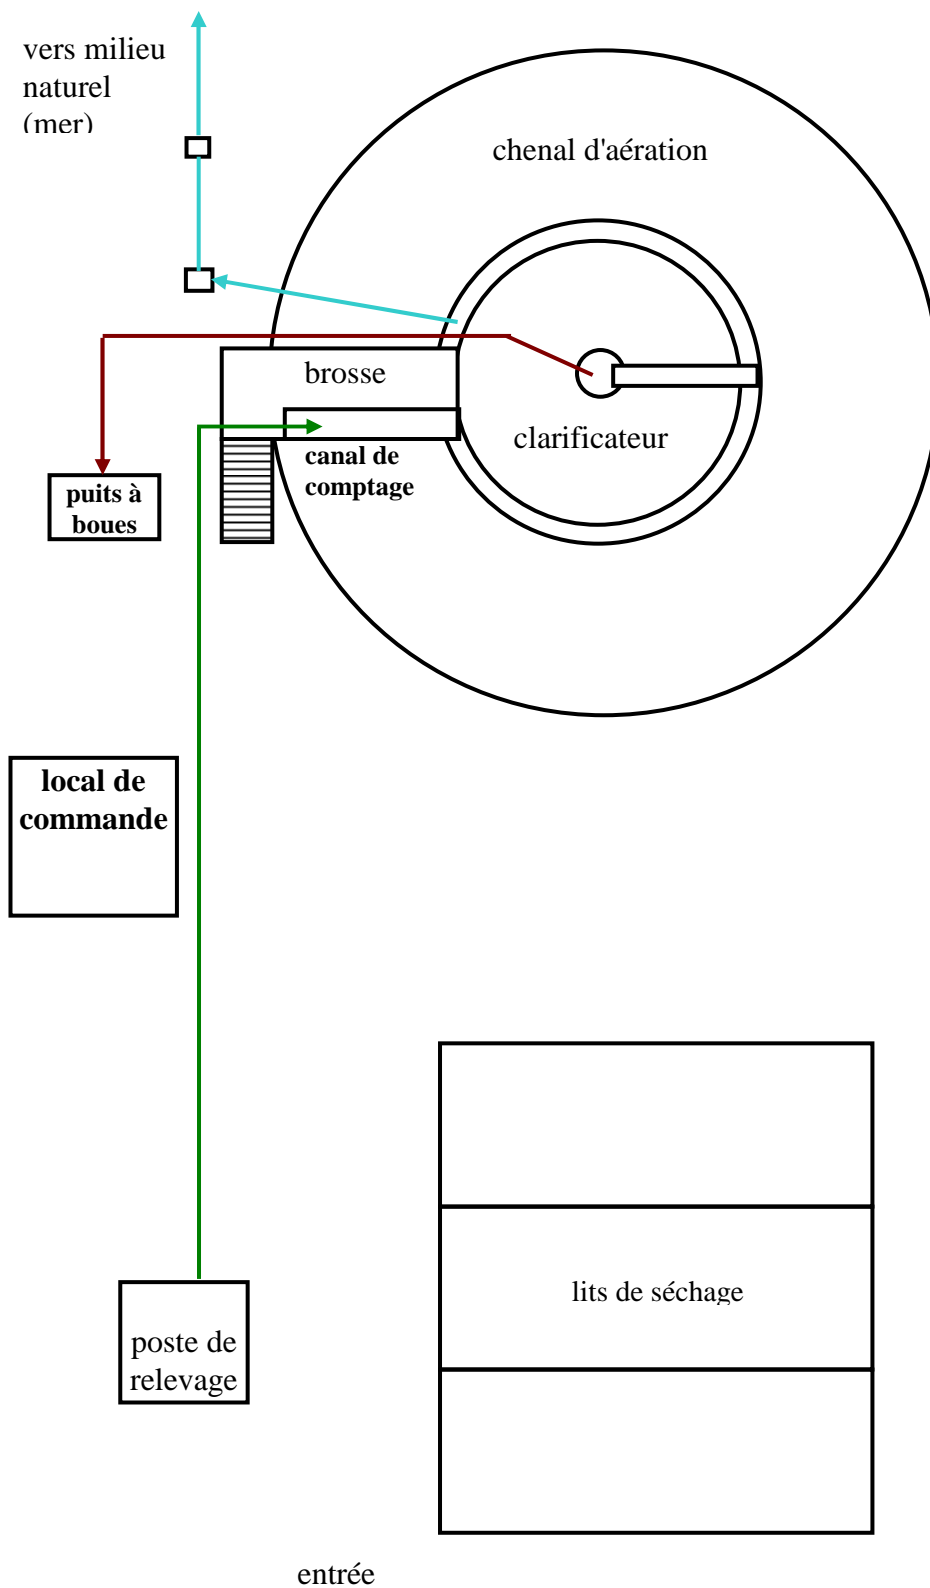 vers milieu
naturel
(mer)
chenal d'aération
brosse
clarificateur
canal de
comptage
puits à
boues
local de
commande
lits de séchage
poste de
relevage
entrée